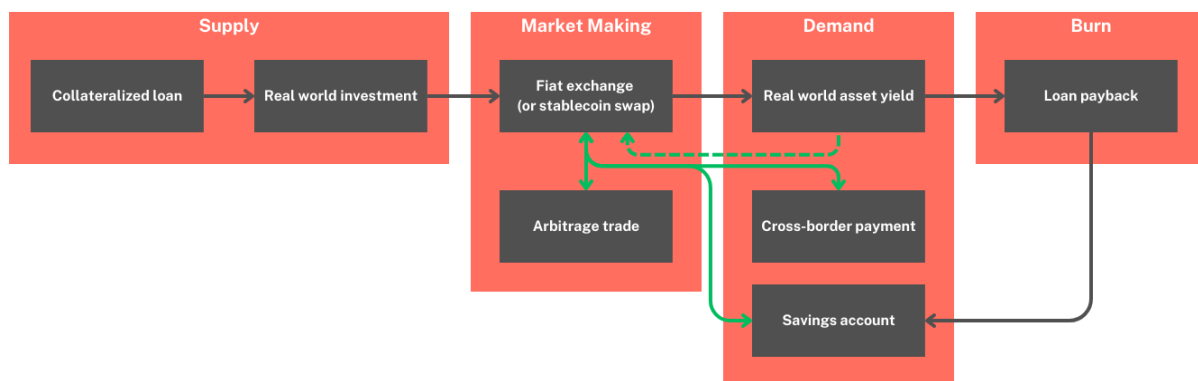 Supply
Market Making
Demand
Burn
Collateralized loan
Real world investment
Fiat exchange
(or stablecoin swap)
Real world asset yield
Loan payback
Arbitrage trade
Cross-border payment
Savings account